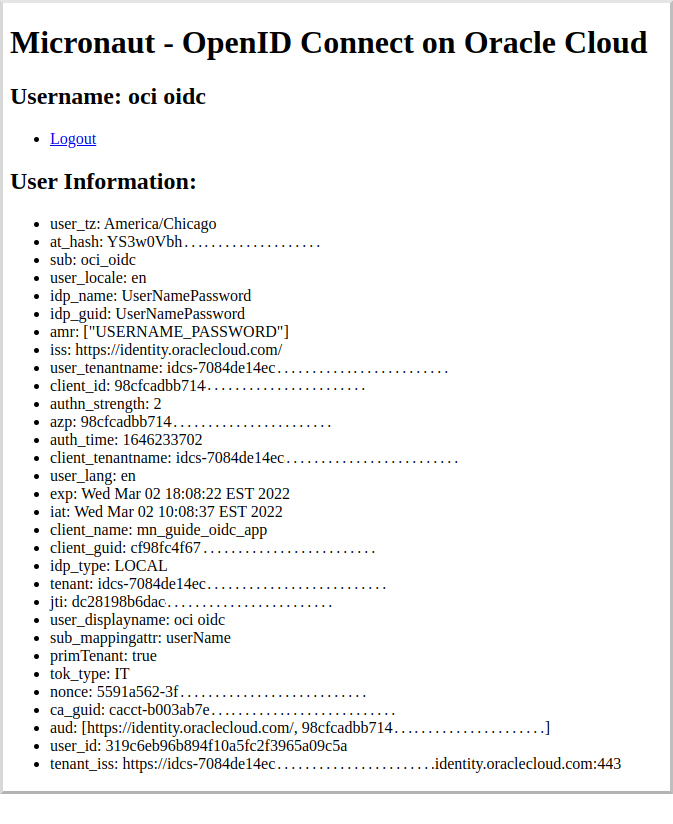 Micronaut - OpenID Connect on Oracle Cloud
Username: oci oidc
Logout
User Information:
user_tz: America/Chicago
at_hash: YS3w0Vbh....................
sub: oci_oidc
user_locale: en
idp_name: UserNamePassword
idp_guid: UserNamePassword
amr: ["USERNAME_PASSWORD"]
iss: https://identity.oraclecloud.com/
user_tenantname: idcs-7084de14ec.........................
client_id: 98cfcadbb714.......................
authn_strength: 2
azp: 98cfcadbb714.......................
auth_time: 1646233702
client_tenantname: idcs-7084de14ec.........................
user_lang: en
exp: Wed Mar 02 18:08:22 EST 2022
iat: Wed Mar 02 10:08:37 EST 2022
client_name: mn_guide_oidc_app
client_guid: cf98fc4f67.........................
idp_type: LOCAL
tenant: idcs-7084de14ec..........................
jti: dc28198b6dac........................
user_displayname: oci oidc
sub_mappingattr: userName
primTenant: true
tok_type: IT
nonce: 5591a562-3f...........................
ca_guid: cacct-b003ab7e...........................
aud: [https://identity.oraclecloud.com/, 98cfcadbb714......................]
user_id: 319c6eb96b894f10a5fc2f3965a09c5a
tenant_iss: https://idcs-7084de14ec.......................identity.oraclecloud.com:443